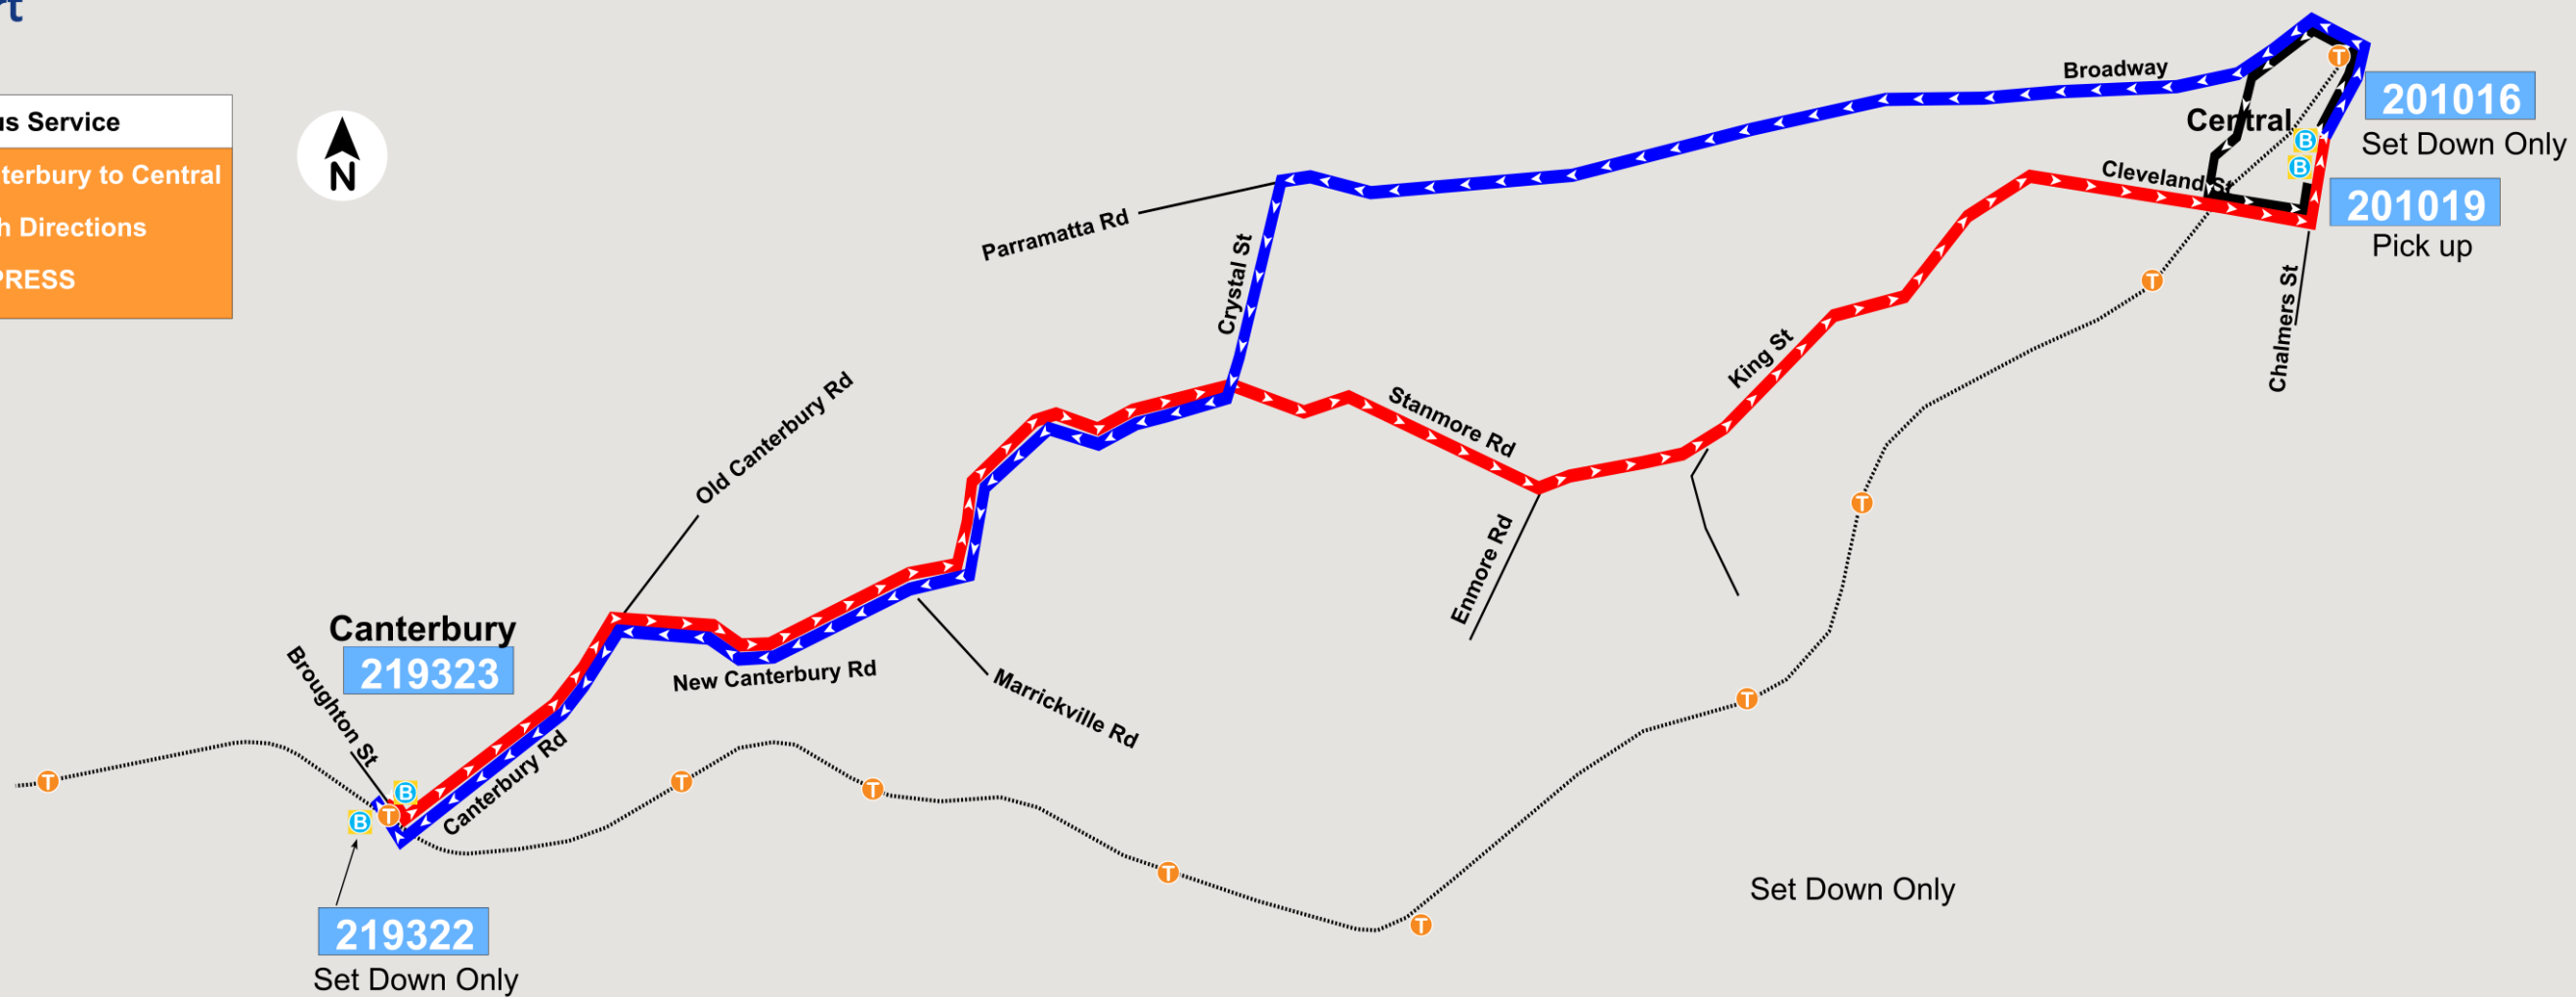 rt
us Service
terbury to Central
h Directions
PRESS
N
Broadway
T
201016
Set Down Only
Central
B
B
Cleveland St
201019
Pick up
Parramatta Rd
Crystal St
T
Chalmers St
King St
Old Canterbury Rd
Stanmore Rd
T
Enmore Rd
Canterbury
219323
Broughton St
New Canterbury Rd
Marrickville Rd
T
Canterbury Rd
T
T
T
B
T
B
T
Set Down Only
T
219322
Set Down Only